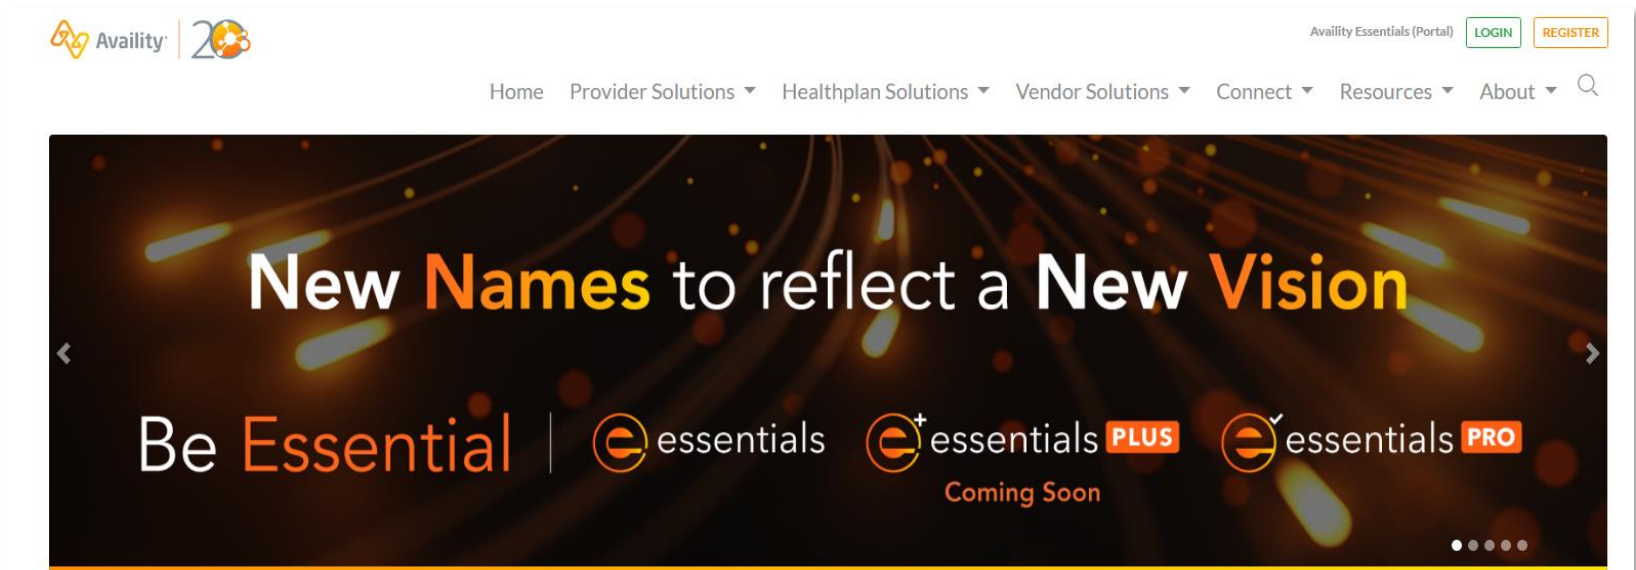 Availity 20
Availity Essentials (Portal) LOGIN REGISTER
Home Provider Solutions Healthplan Solutions Vendor Solutions Connect Resources About
New Names to reflect a New Vision
Be Essential | essentials essentials PLUS essentials PRO
Coming Soon